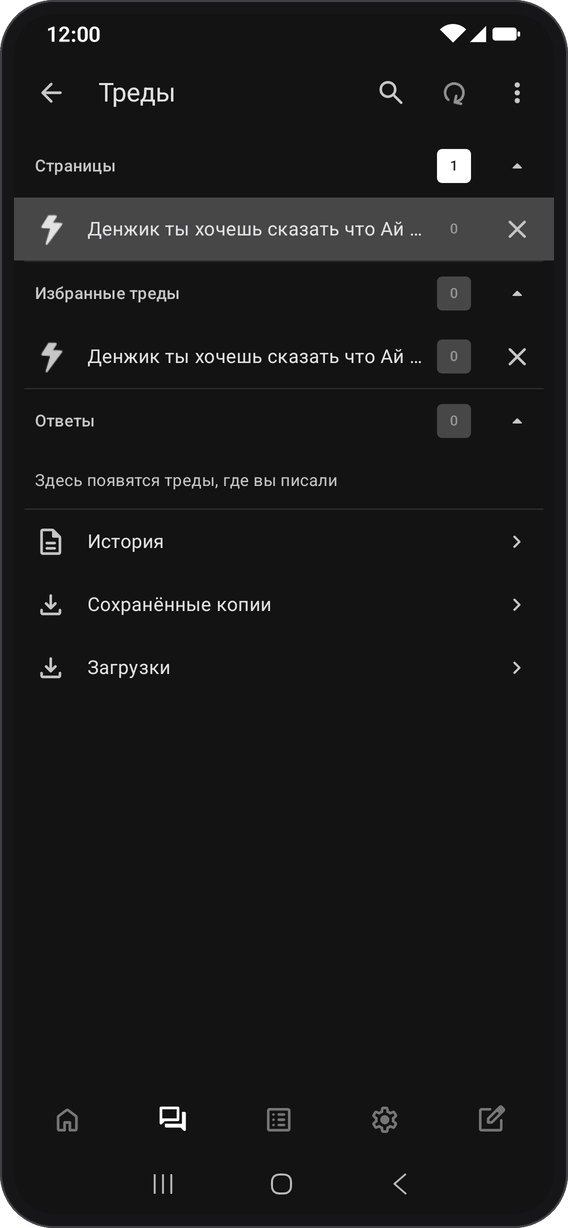 12:00
Треды
Страницы 1
Денжик ты хочешь сказать что Ай ... 0
Избранные треды 0
Денжик ты хочешь сказать что Ай ... 0
Ответы 0
Здесь появятся треды, где вы писали
История
Сохранённые копии
Загрузки